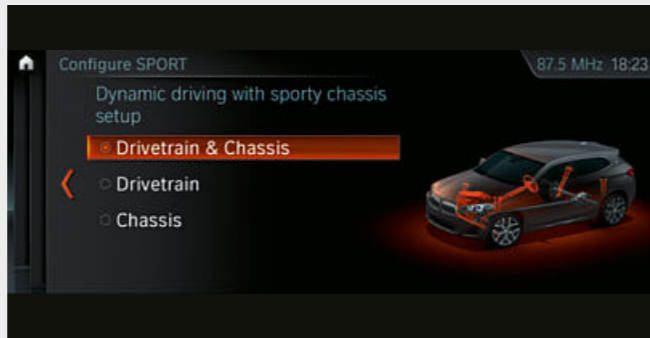 Configure SPORT
87.5 MHz 18:23
Dynamic driving with sporty chassis
setup
Drivetrain & Chassis
Drivetrain
Chassis